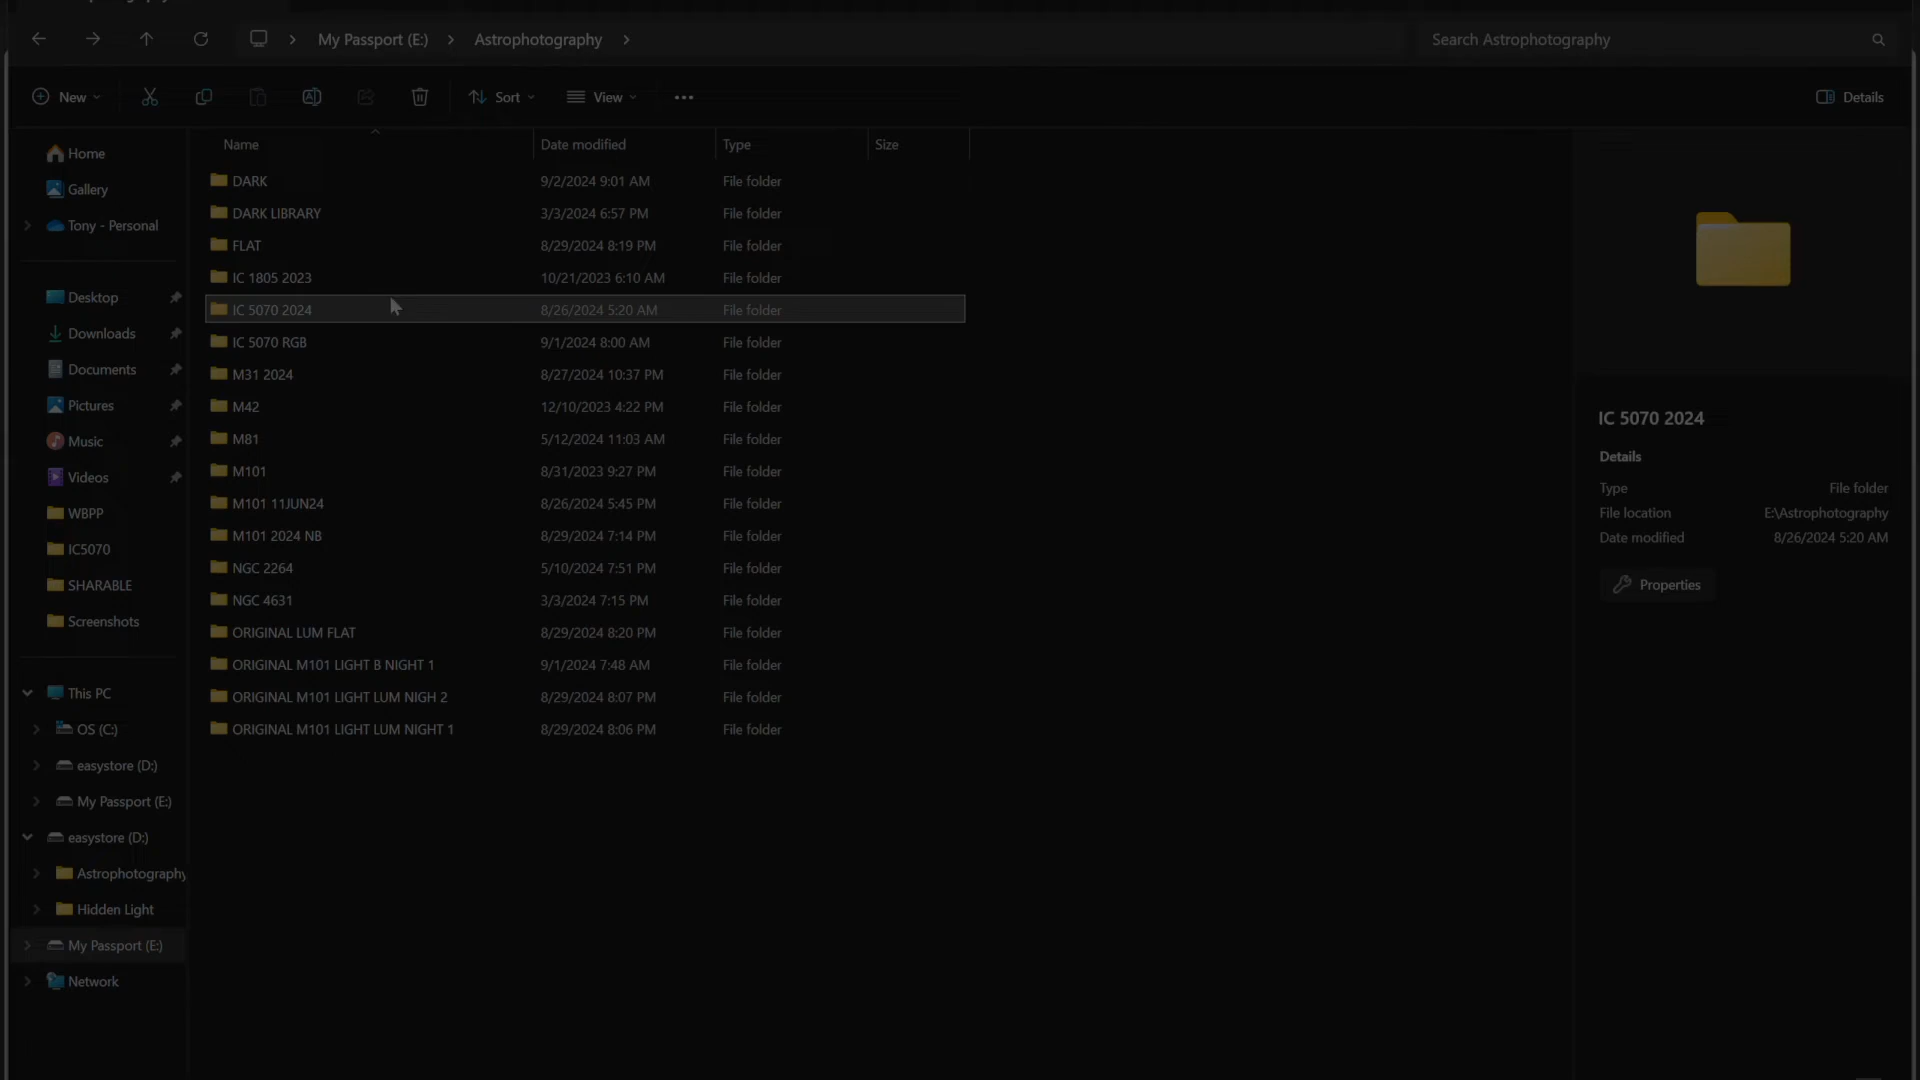 My Passport (E:)
Astrophotography
Search Astrophotography
New
Sort
View
Details
Home
Gallery
Tony - Personal
Desktop
Downloads
Documents
Pictures
Music
Videos
WBPP
IC5070
SHARABLE
Screenshots
This PC
OS (C:)
easystore (D:)
My Passport (E:)
easystore (D:)
Astrophotography
Hidden Light
My Passport (E:)
Network
Name Date modified Type Size
DARK 9/2/2024 9:01 AM File folder
DARK LIBRARY 3/3/2024 6:57 PM File folder
FLAT 8/29/2024 8:19 PM File folder
IC 1805 2023 10/21/2023 6:10 AM File folder
IC 5070 2024 8/26/2024 5:20 AM File folder
IC 5070 RGB 9/1/2024 8:00 AM File folder
M31 2024 8/27/2024 10:37 PM File folder
M42 12/10/2023 4:22 PM File folder
M81 5/12/2024 11:03 AM File folder
M101 8/31/2023 9:27 PM File folder
M101 11JUN24 8/26/2024 5:45 PM File folder
M101 2024 NB 8/29/2024 7:14 PM File folder
NGC 2264 5/10/2024 7:51 PM File folder
NGC 4631 3/3/2024 7:15 PM File folder
ORIGINAL LUM FLAT 8/29/2024 8:20 PM File folder
ORIGINAL M101 LIGHT B NIGHT 1 9/1/2024 7:48 AM File folder
ORIGINAL M101 LIGHT LUM NIGH 2 8/29/2024 8:07 PM File folder
ORIGINAL M101 LIGHT LUM NIGHT 1 8/29/2024 8:06 PM File folder
IC 5070 2024
Details
Type File folder
File location E:\Astrophotography
Date modified 8/26/2024 5:20 AM
Properties